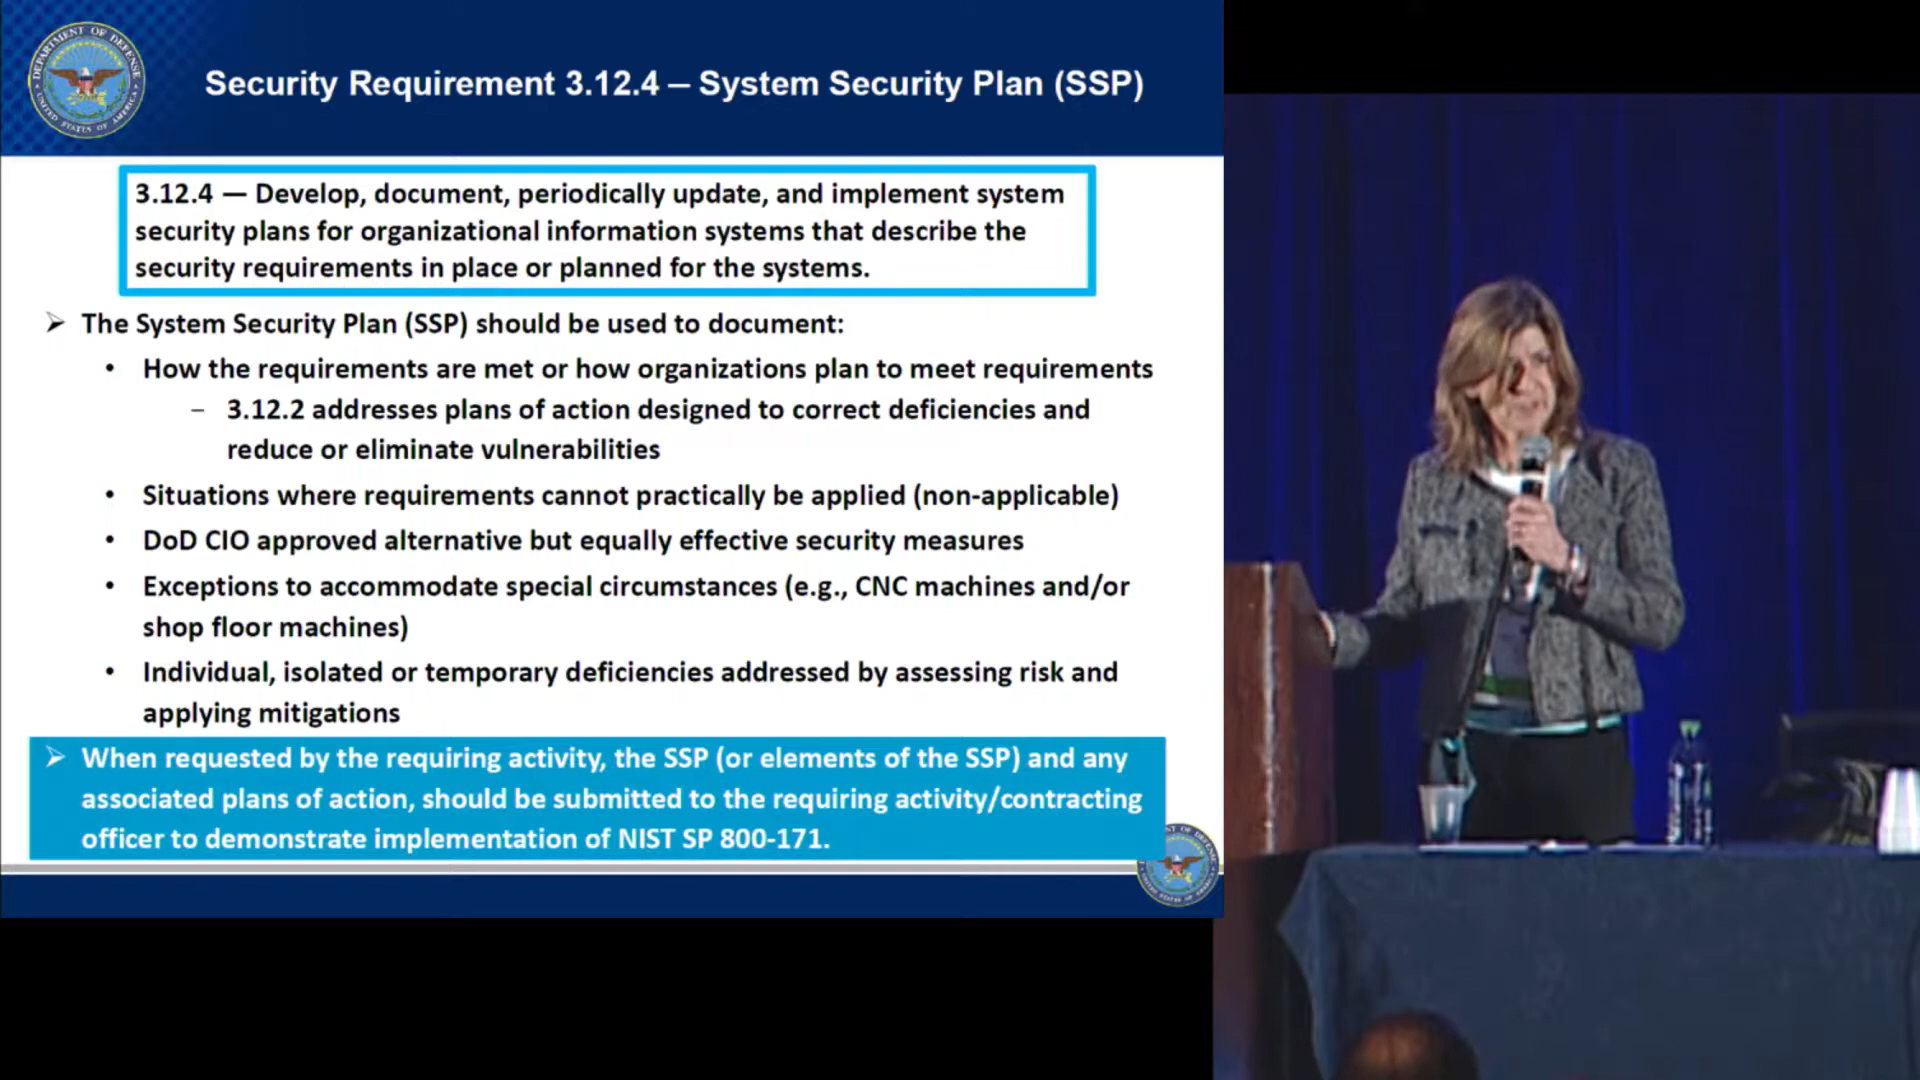 DEPARTMENT OF DEFENSE
UNITED STATES OF AMERICA
Security Requirement 3.12.4 – System Security Plan (SSP)
3.12.4 — Develop, document, periodically update, and implement system
security plans for organizational information systems that describe the
security requirements in place or planned for the systems.
➢ The System Security Plan (SSP) should be used to document:
• How the requirements are met or how organizations plan to meet requirements
– 3.12.2 addresses plans of action designed to correct deficiencies and
reduce or eliminate vulnerabilities
• Situations where requirements cannot practically be applied (non-applicable)
• DoD CIO approved alternative but equally effective security measures
• Exceptions to accommodate special circumstances (e.g., CNC machines and/or
shop floor machines)
• Individual, isolated or temporary deficiencies addressed by assessing risk and
applying mitigations
➢ When requested by the requiring activity, the SSP (or elements of the SSP) and any
associated plans of action, should be submitted to the requiring activity/contracting
officer to demonstrate implementation of NIST SP 800-171.